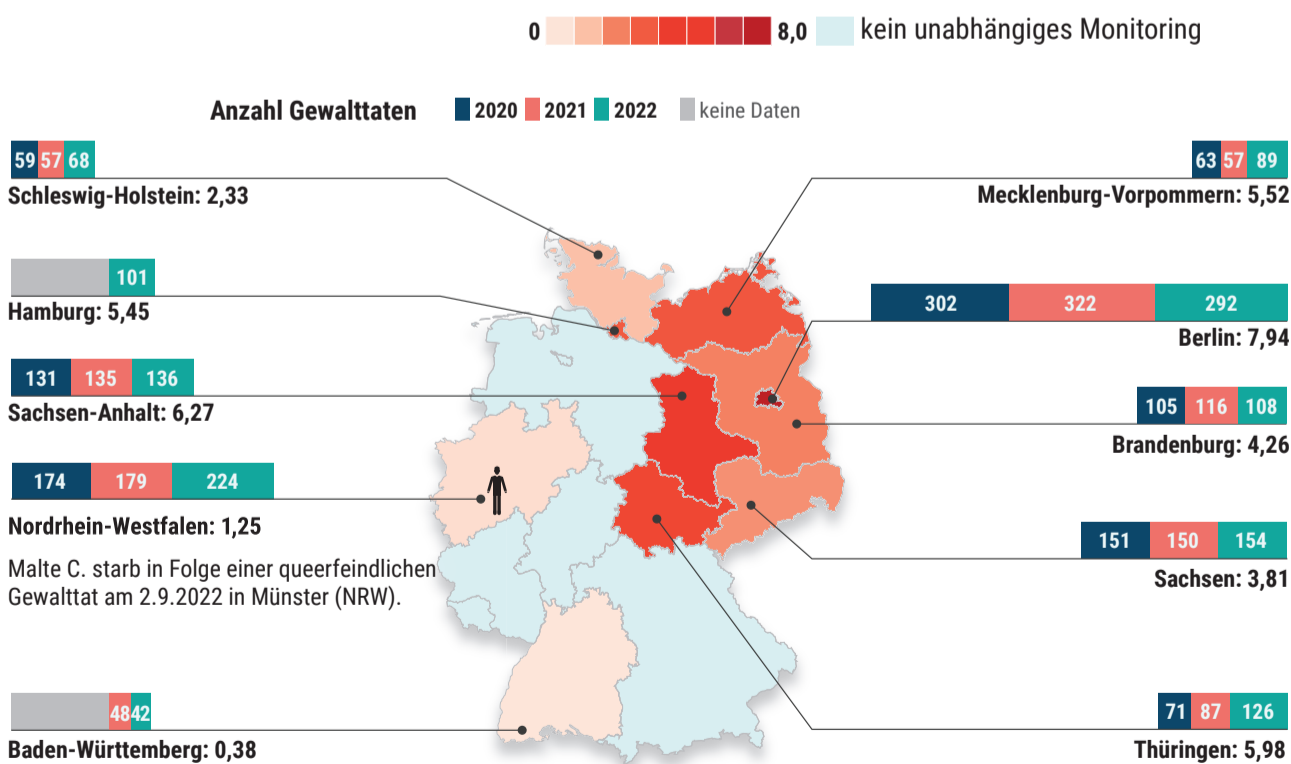 0 8,0 kein unabhängiges Monitoring
Anzahl Gewalttaten 2020 2021 2022 keine Daten
59 57 68
Schleswig-Holstein: 2,33
101
Hamburg: 5,45
131 135 136
Sachsen-Anhalt: 6,27
174 179 224
Nordrhein-Westfalen: 1,25
Malte C. starb in Folge einer queerfeindlichen
Gewalttat am 2.9.2022 in Münster (NRW).
48 42
Baden-Württemberg: 0,38
63 57 89
Mecklenburg-Vorpommern: 5,52
302 322 292
Berlin: 7,94
105 116 108
Brandenburg: 4,26
151 150 154
Sachsen: 3,81
71 87 126
Thüringen: 5,98